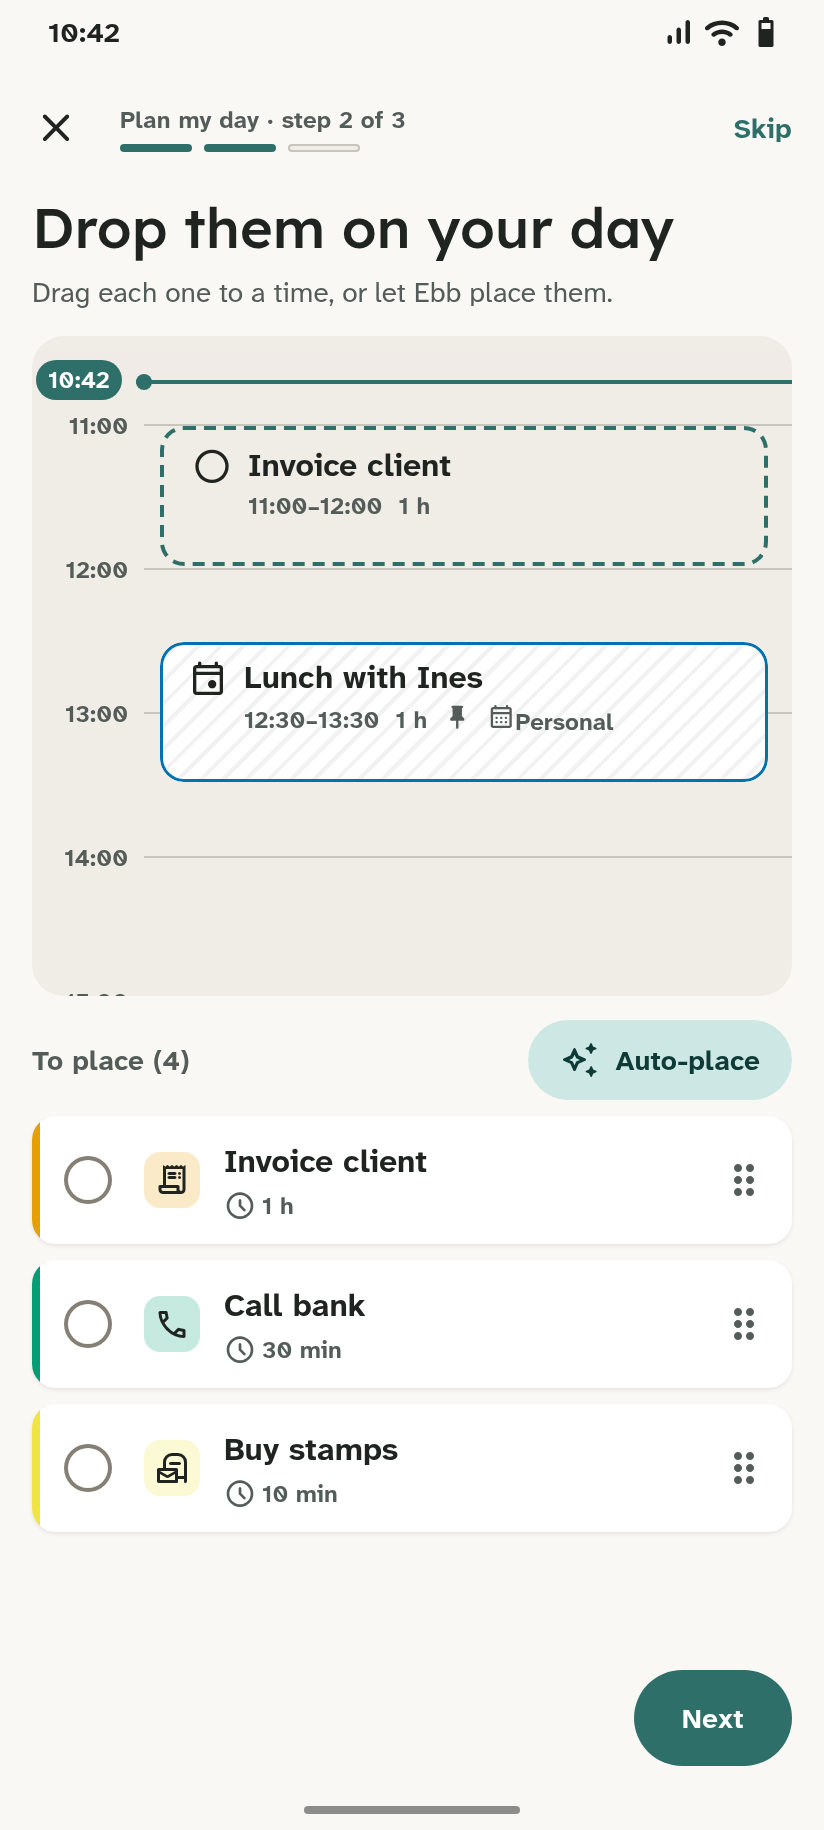 10:42
Plan my day · step 2 of 3
Skip
Drop them on your day
Drag each one to a time, or let Ebb place them.
10:42
11:00
Invoice client
11:00–12:00 1 h
12:00
Lunch with Ines
13:00
12:30–13:30 1 h Personal
14:00
To place (4)
Auto-place
Invoice client
1 h
Call bank
30 min
Buy stamps
10 min
Next